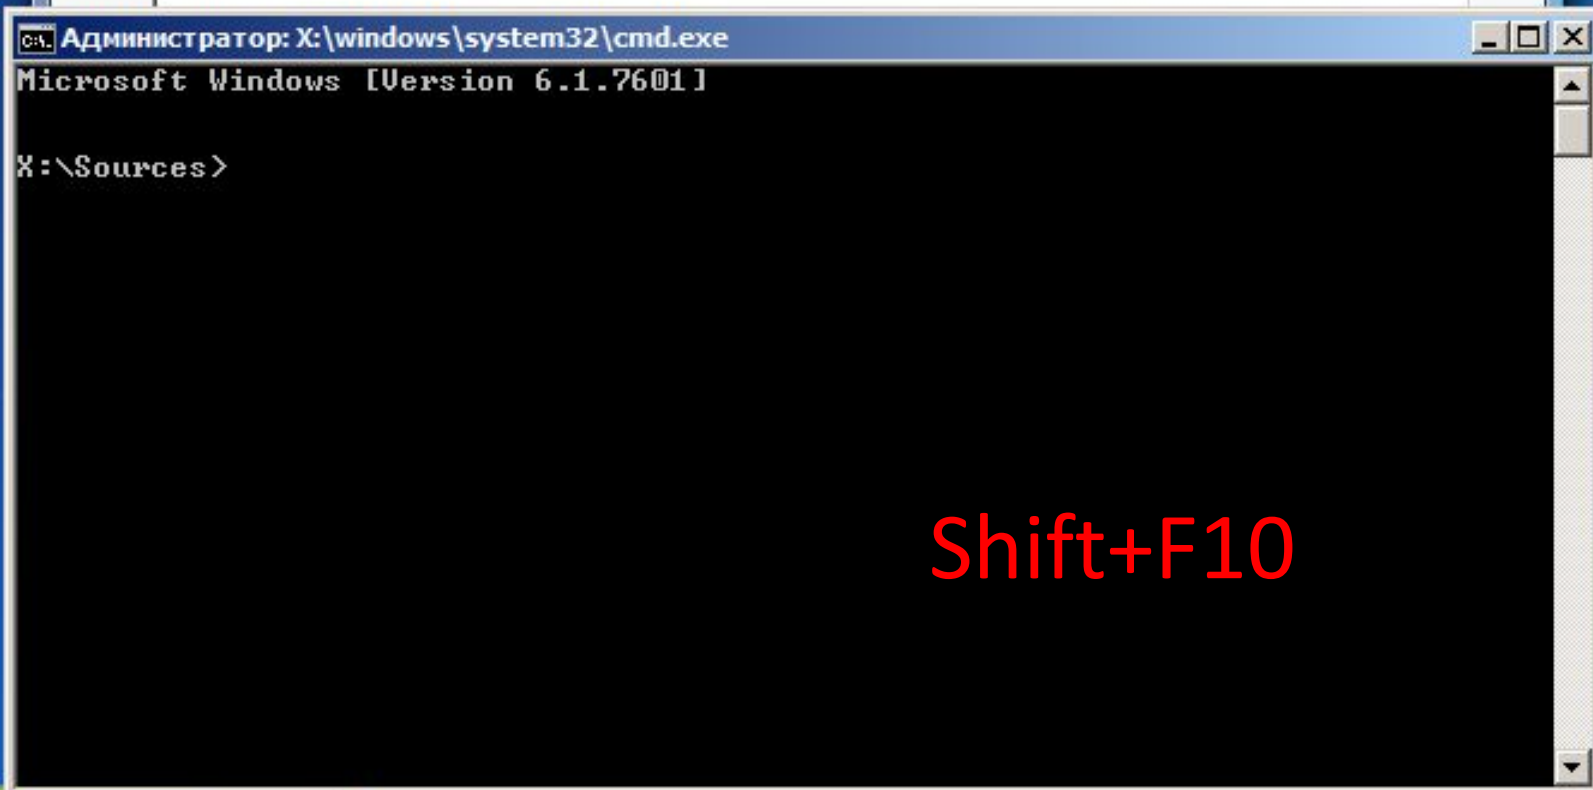 Администратор: X:\windows\system32\cmd.exe
Microsoft Windows [Version 6.1.7601]
X:\Sources>
Shift+F10